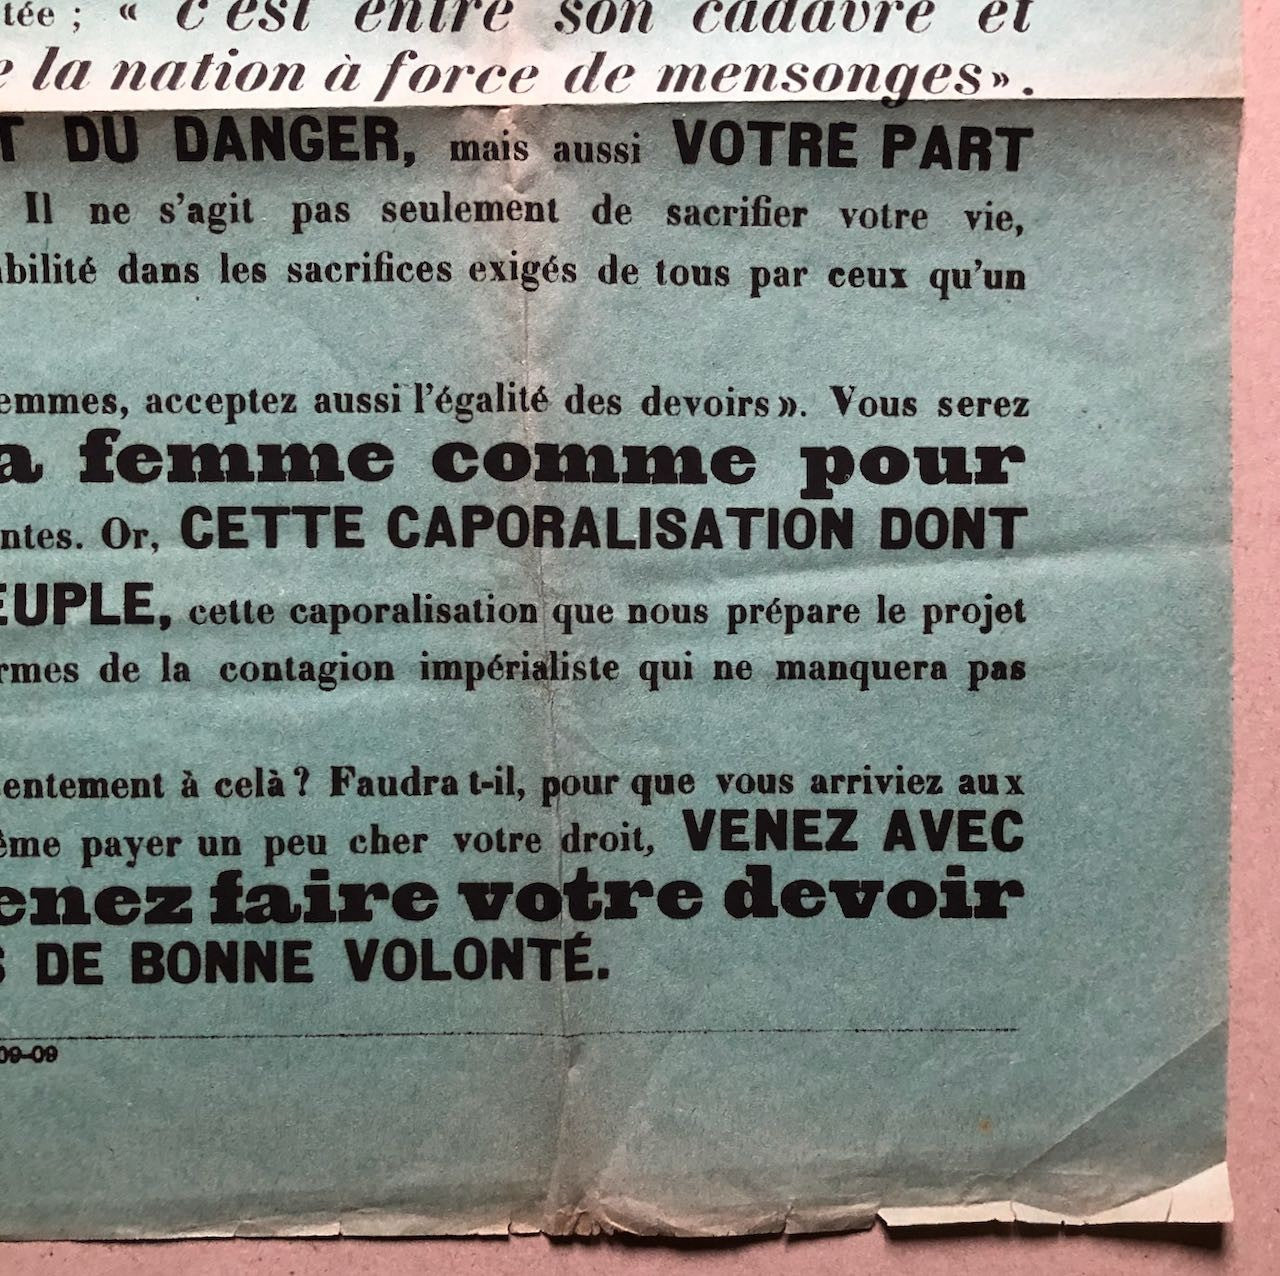 tée ; « c'est entre son cadavre et
la nation à force de mensonges».
DU DANGER, mais aussi VOTRE PART
Il ne s'agit pas seulement de sacrifier votre vie,
abilité dans les sacrifices exigés de tous par ceux qu'un
emmes, acceptez aussi l'égalité des devoirs». Vous serez
a femme comme pour
ntes. Or, CETTE CAPORALISATION DONT
EUPLE, cette caporalisation que nous prépare le projet
rmes de la contagion impérialiste qui ne manquera pas
entement à celà ? Faudra t-il, pour que vous arriviez aux
ême payer un peu cher votre droit, VENEZ AVEC
enez faire votre devoir
S DE BONNE VOLONTÉ.
09-09